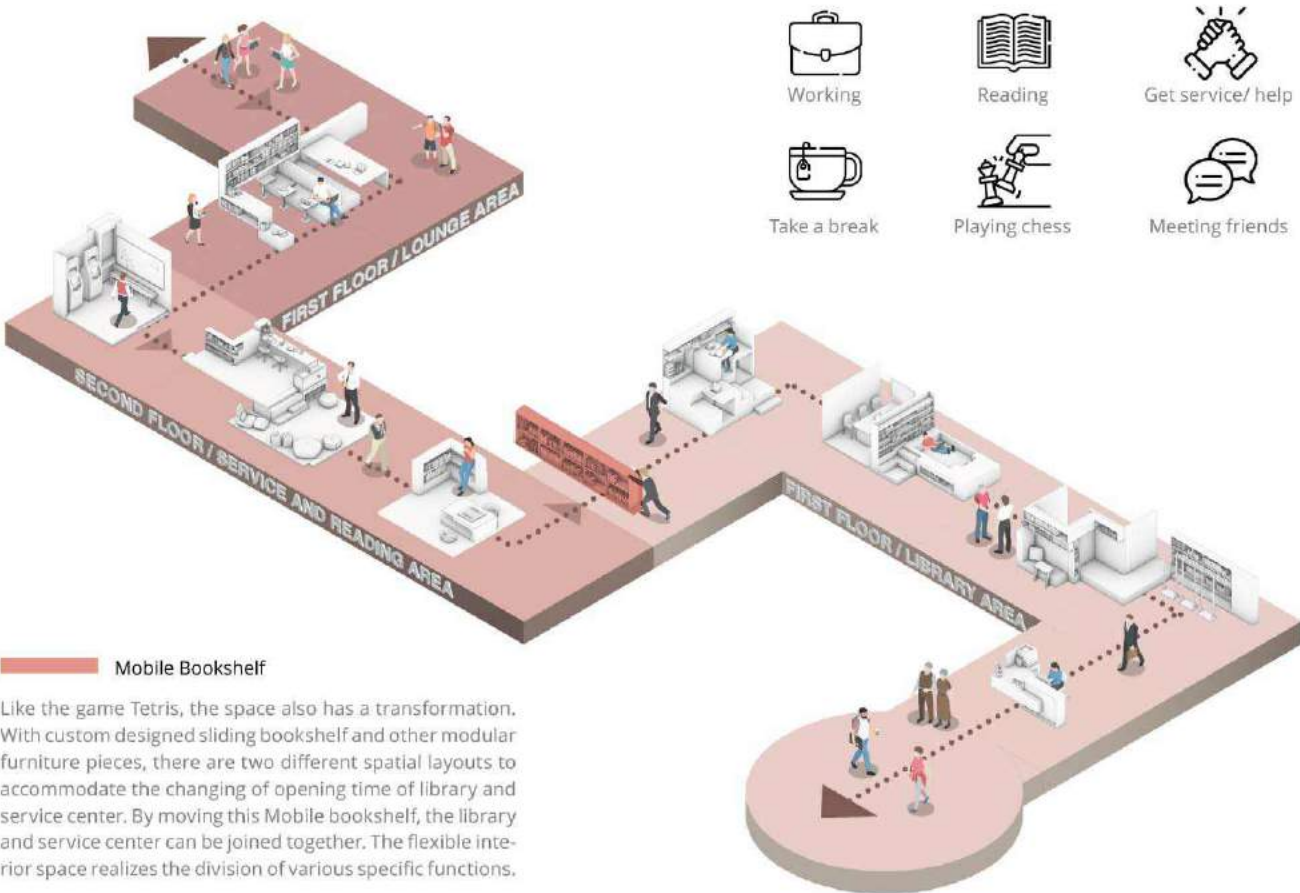 Working
Reading
Get service/ help
Take a break
Playing chess
Meeting friends
FIRST FLOOR / LOUNGE AREA
SECOND FLOOR / SERVICE AND READING AREA
FIRST FLOOR / LIBRARY AREA
Mobile Bookshelf
Like the game Tetris, the space also has a transformation.
With custom designed sliding bookshelf and other modular
furniture pieces, there are two different spatial layouts to
accommodate the changing of opening time of library and
service center. By moving this Mobile bookshelf, the library
and service center can be joined together. The flexible inte-
rior space realizes the division of various specific functions.